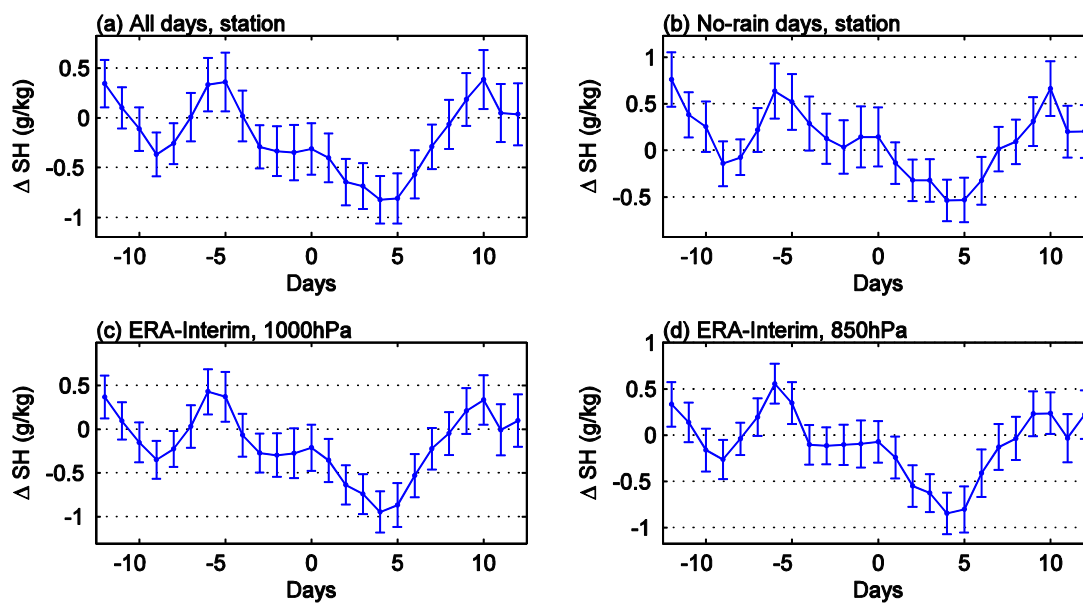 (a) All days, station
Δ SH (g/kg)
0.5
0
-0.5
-1
-10 -5 0 5 10
Days
(b) No-rain days, station
Δ SH (g/kg)
1
0.5
0
-0.5
-10 -5 0 5 10
Days
(c) ERA-Interim, 1000hPa
Δ SH (g/kg)
0.5
0
-0.5
-1
-10 -5 0 5 10
Days
(d) ERA-Interim, 850hPa
Δ SH (g/kg)
1
0.5
0
-0.5
-1
-10 -5 0 5 10
Days